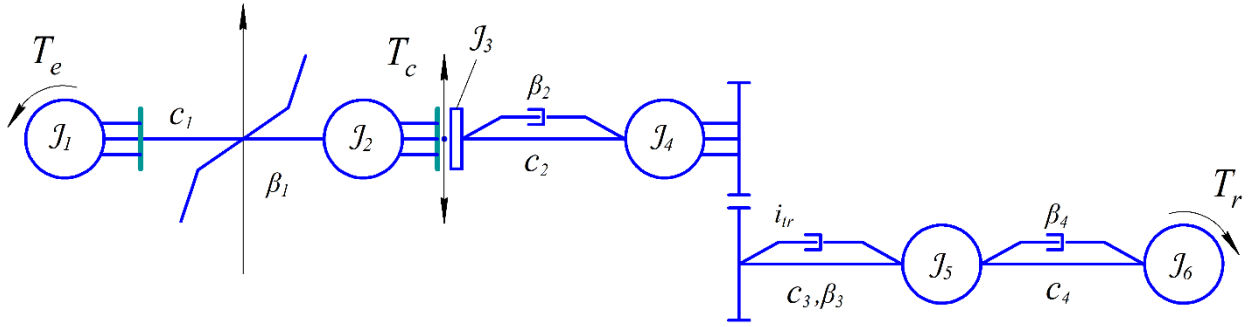 T_e
J_1
c_1
β_1
J_2
T_c
J_3
β_2
c_2
J_4
i_tr
c_3,β_3
J_5
β_4
c_4
J_6
T_r